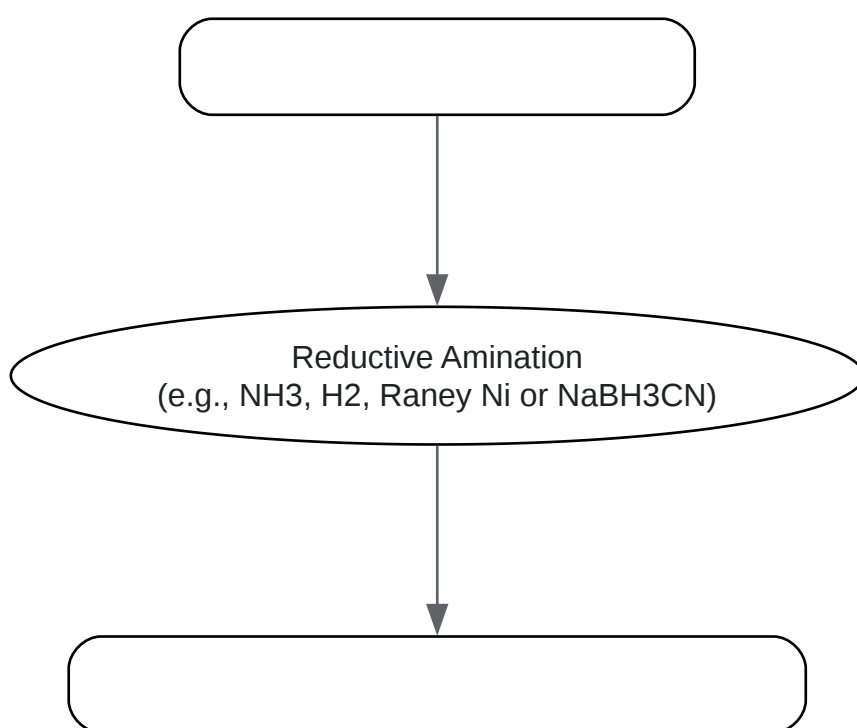 Reductive Amination
(e.g., NH3, H2, Raney Ni or NaBH3CN)